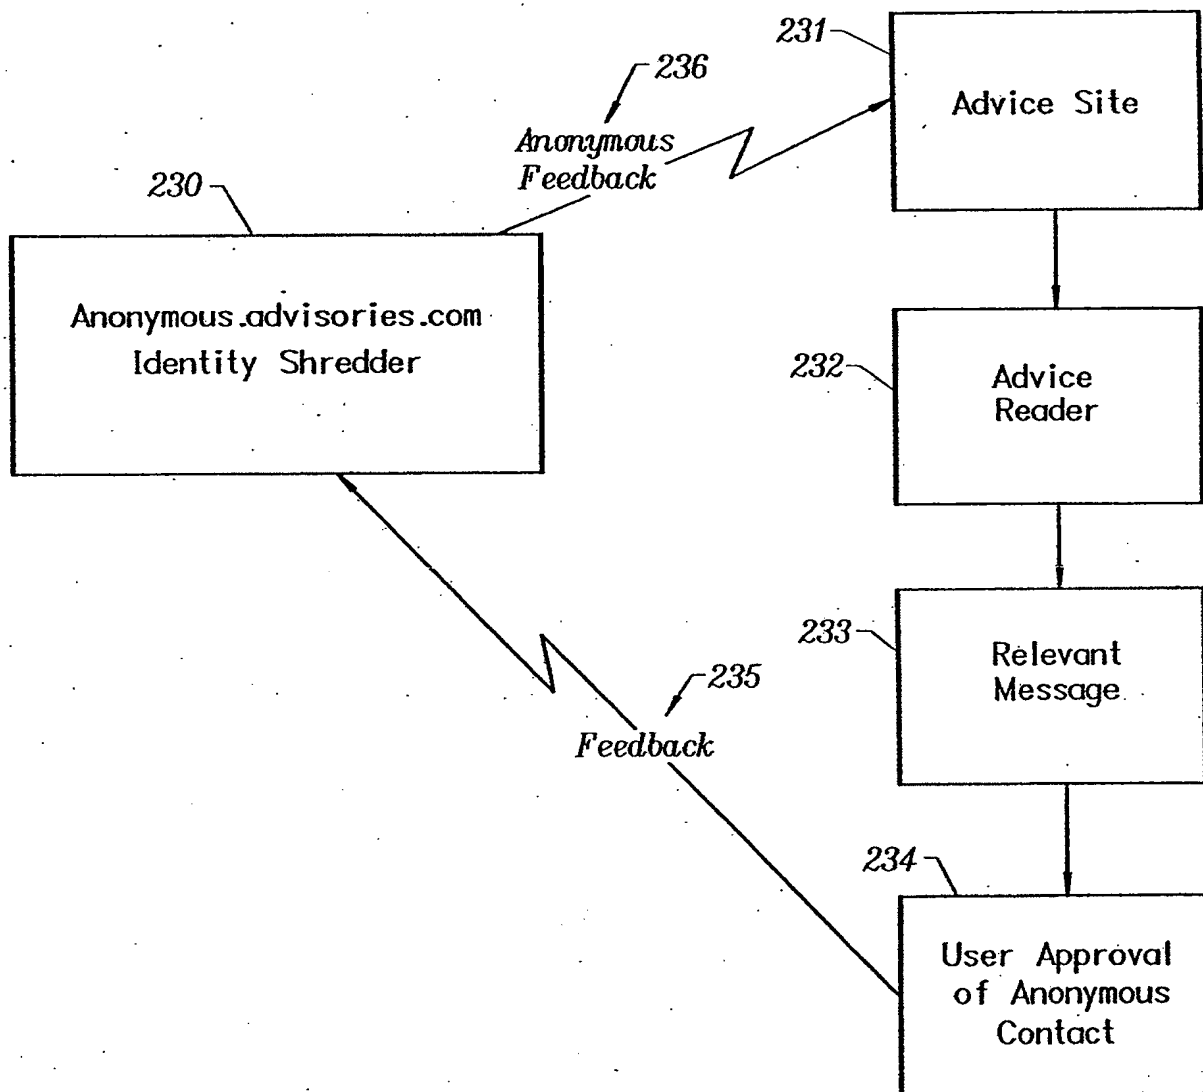 231
236
Advice Site
Anonymous
Feedback
230
Anonymous.advisories.com
Identity Shredder
232
Advice
Reader
233
Relevant
Message
235
Feedback
234
User Approval
of Anonymous
Contact